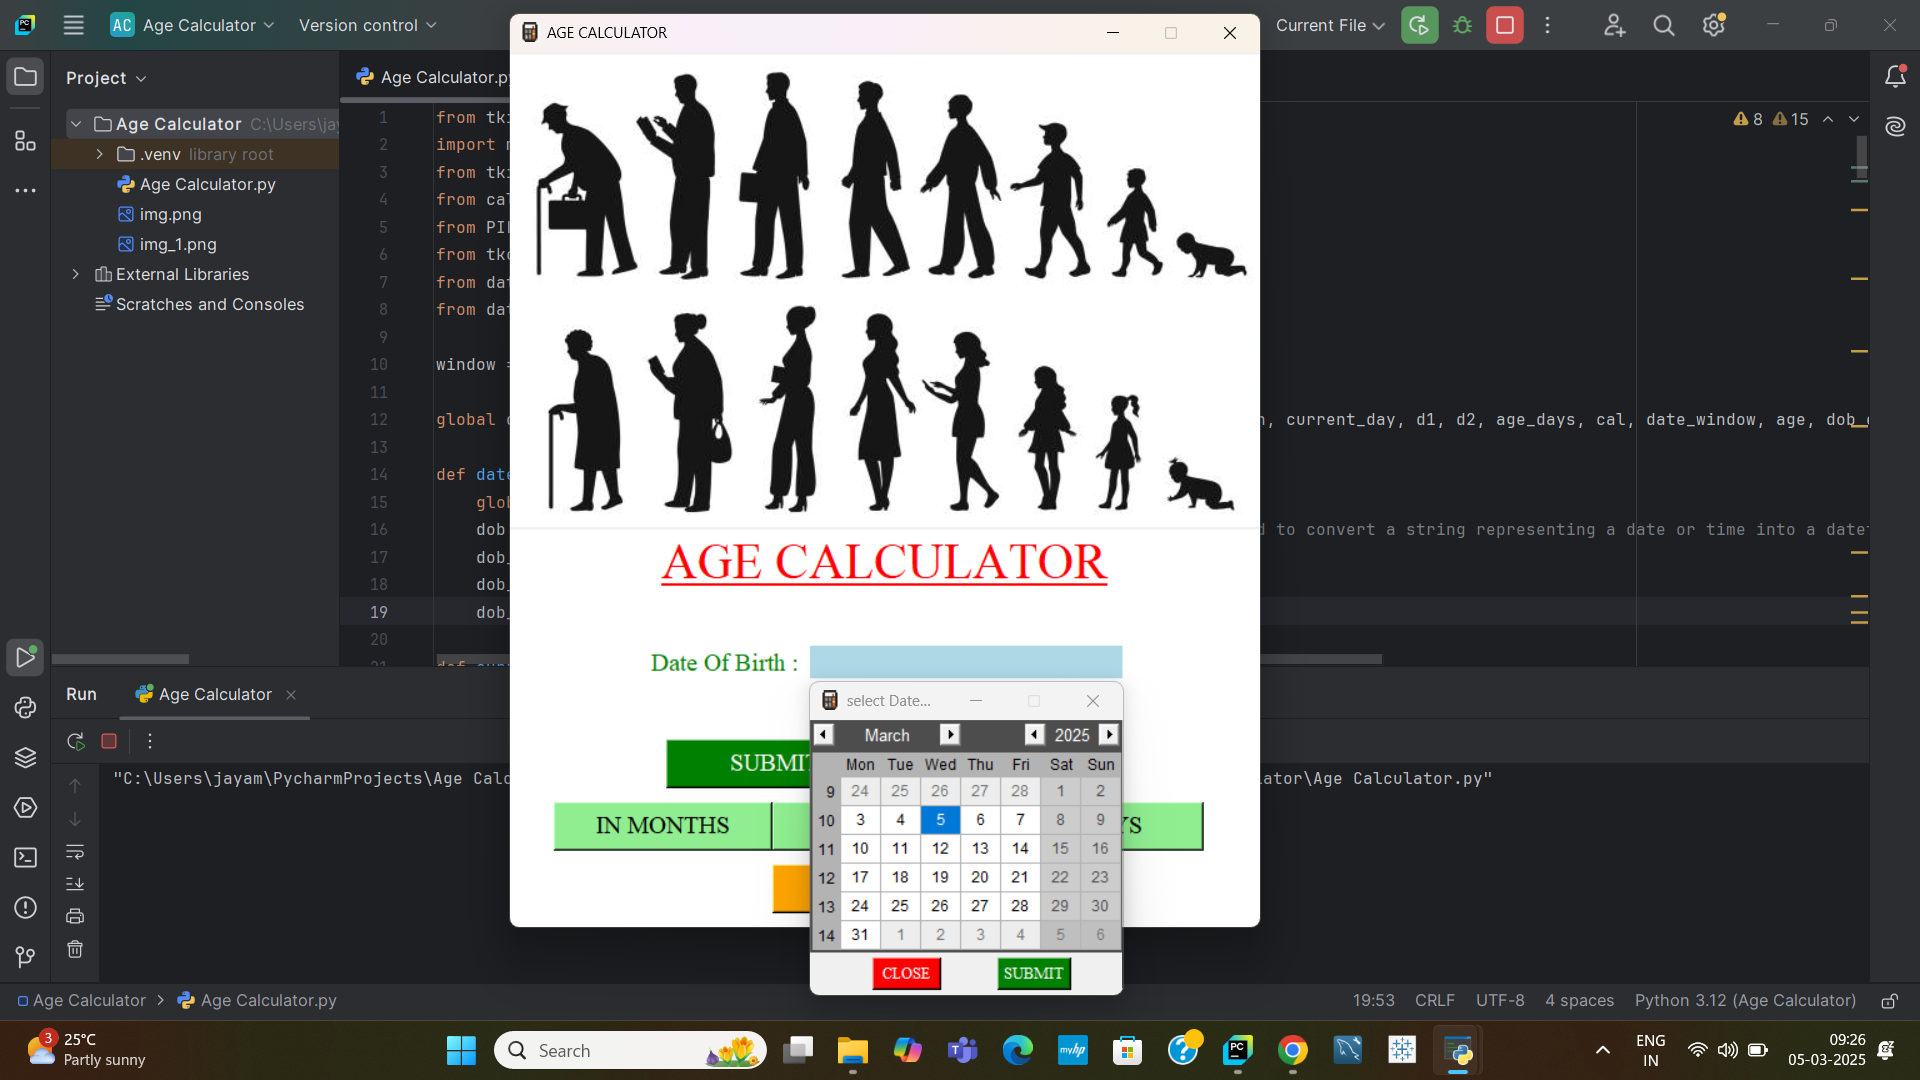 AC Age Calculator Version control
AGE CALCULATOR
Current File
Project
Age Calculator.p
8 15
Age Calculator C:\Users\ja
.venv library root
Age Calculator.py
img.png
img_1.png
External Libraries
Scratches and Consoles
1 from tk
2 import
3 from tk
4 from ca
5 from PI
6 from tk
7 from dat
8 from dat
9
10 window =
11
12 global , current_day, d1, d2, age_days, cal, date_window, age, dob_
13
14 def date
15 glo
16 dob d to convert a string representing a date or time into a date
17 dob_
18 dob_
19 dob_
20
AGE CALCULATOR
Date Of Birth :
select Date...
March 2025
Mon Tue Wed Thu Fri Sat Sun
9 24 25 26 27 28 1 2
10 3 4 5 6 7 8 9
11 10 11 12 13 14 15 16
12 17 18 19 20 21 22 23
13 24 25 26 27 28 29 30
14 31 1 2 3 4 5 6
CLOSE SUBMIT
SUBMIT
IN MONTHS YS
Run Age Calculator
"C:\Users\jayam\PycharmProjects\Age Calc ator\Age Calculator.py"
Age Calculator > Age Calculator.py
19:53 CRLF UTF-8 4 spaces Python 3.12 (Age Calculator)
3
25°C
Partly sunny
Search
myhp
PC
ENG
IN
09:26
05-03-2025